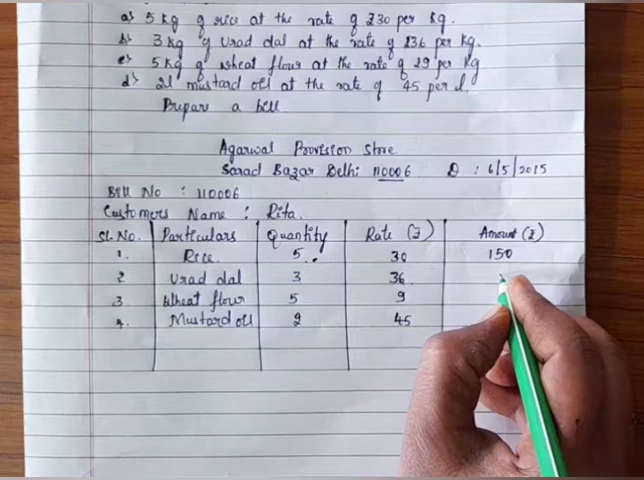 a) 5 kg of rice at the rate of ₹30 per kg.
b) 3 kg of Urad dal at the rate of ₹36 per kg.
c) 5 kg of wheat flour at the rate of ₹9 per kg
d) 2l mustard oil at the rate of 45 per l.
Prepare a bill.
Agarwal Provision Store
Sarad Bazar Delhi 110006 D : 6/5/2015
Bill No : 110006
Customers Name : Rita
Sl. No. Particulars Quantity Rate (₹) Amount (₹)
1. Rice 5 30 150
2 Urad dal 3 36
3. Wheat flour 5 9
4. Mustard oil 2 45